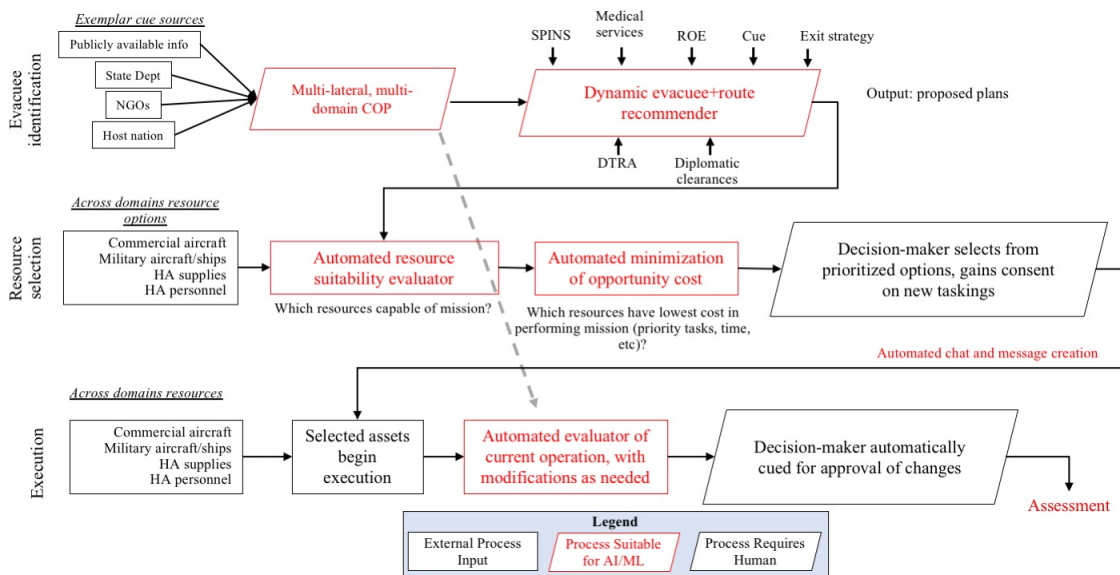 Exemplar cue sources
Publicly available info
State Dept
NGOs
Host nation
Evacuee
identification
Multi-lateral, multi-
domain COP
SPINS
Medical
services
ROE
Cue
Exit strategy
Dynamic evacuee+route
recommender
DTRA
Diplomatic
clearances
Output: proposed plans
Across domains resource
options
Resource
selection
Commercial aircraft
Military aircraft/ships
HA supplies
HA personnel
Automated resource
suitability evaluator
Which resources capable of mission?
Automated minimization
of opportunity cost
Which resources have lowest cost in
performing mission (priority tasks, time,
etc)?
Decision-maker selects from
prioritized options, gains consent
on new taskings
Automated chat and message creation
Across domains resources
Execution
Commercial aircraft
Military aircraft/ships
HA supplies
HA personnel
Selected assets
begin
execution
Automated evaluator of
current operation, with
modifications as needed
Decision-maker automatically
cued for approval of changes
Assessment
Legend
External Process
Input
Process Suitable
for AI/ML
Process Requires
Human